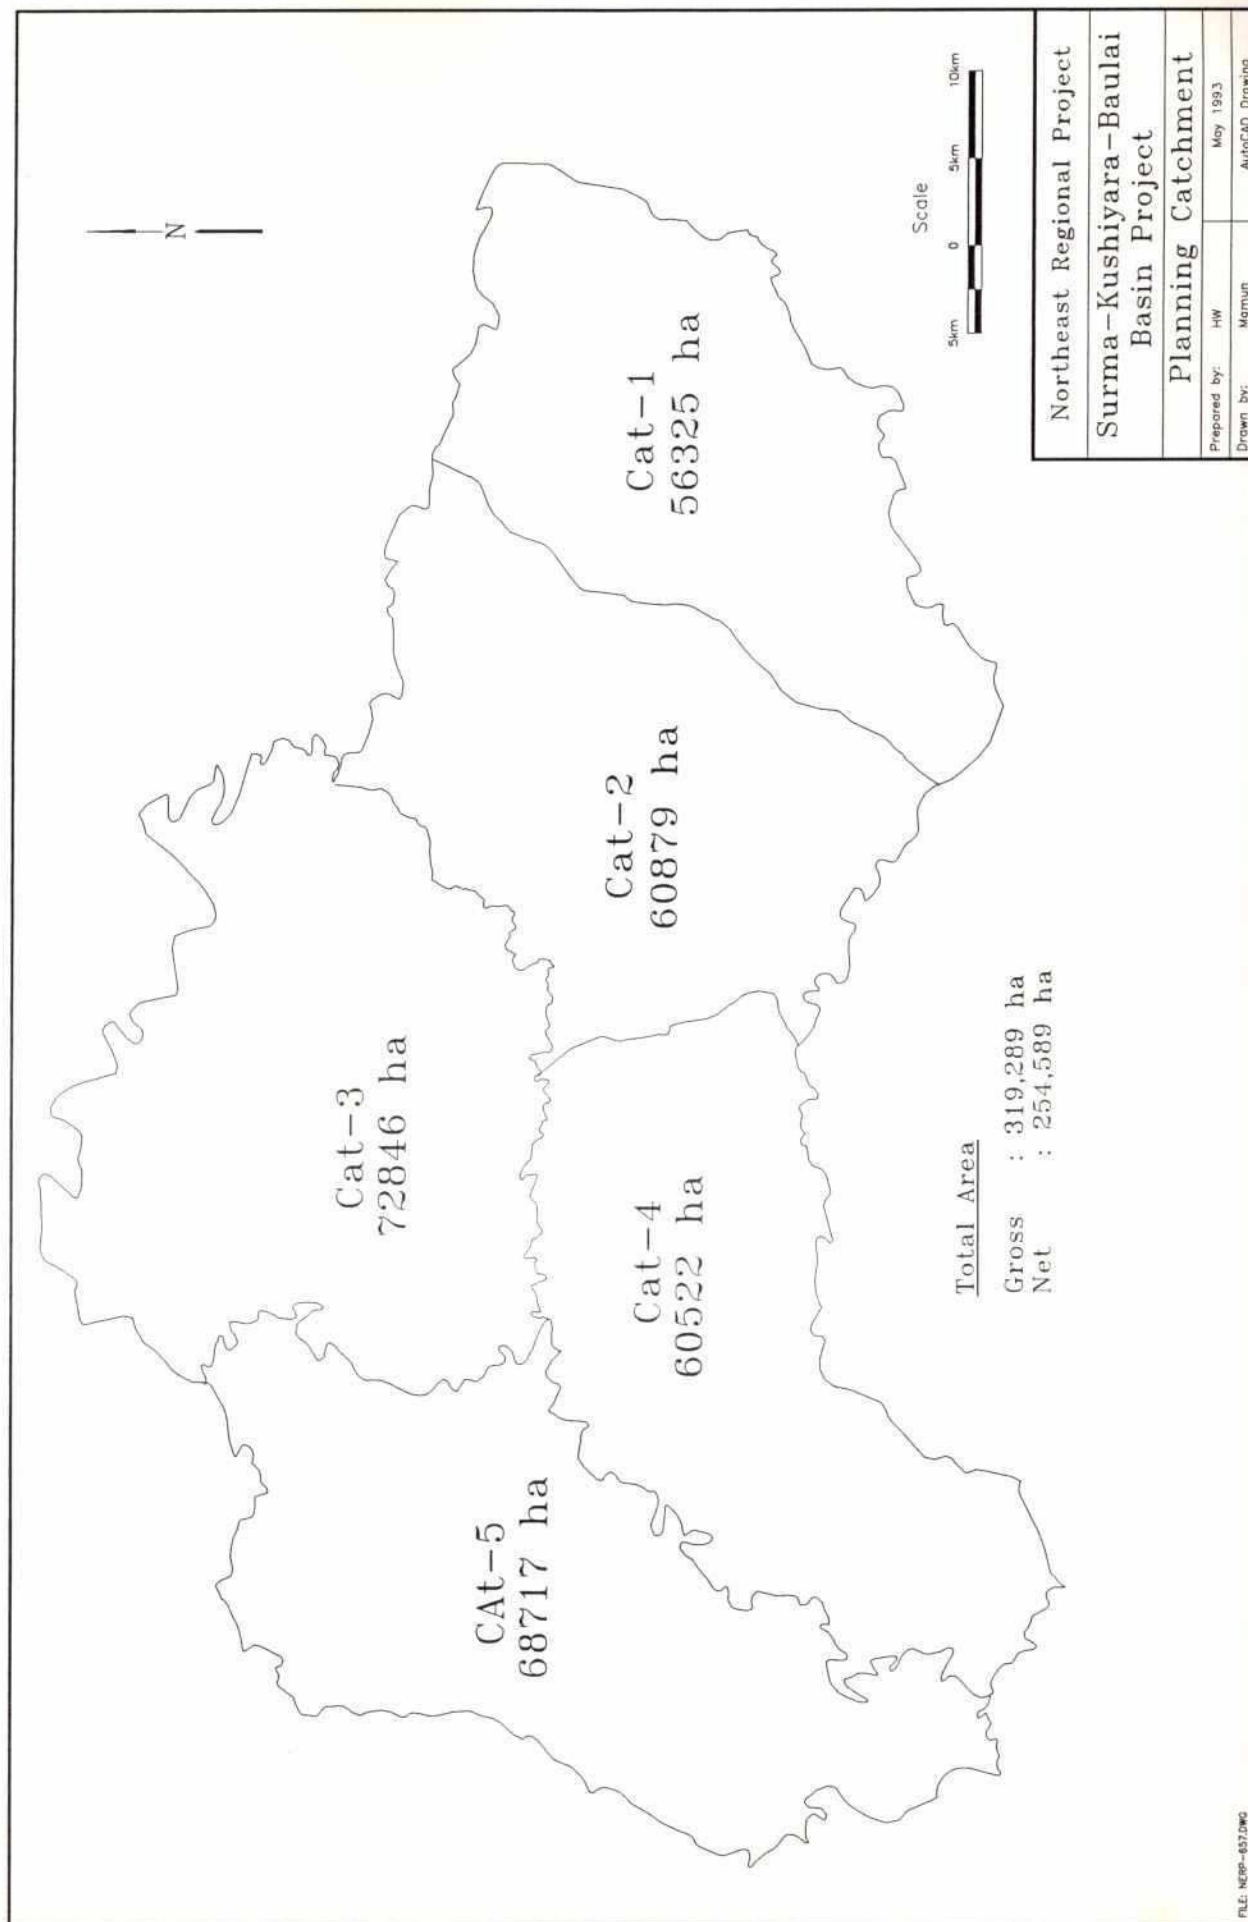 N
Cat-3
72846 ha
CAt-5
68717 ha
Cat-2
60879 ha
Cat-1
56325 ha
Cat-4
60522 ha
Scale
5km 0 5km 10km
Total Area
Gross : 319,289 ha
Net : 254,589 ha
Northeast Regional Project
Surma-Kushiyara-Baulai
Basin Project
Planning Catchment
Prepared by: HW May 1993
Drawn by: Mamun AutoCAD Drawing
FILE: NERP-657.DWG